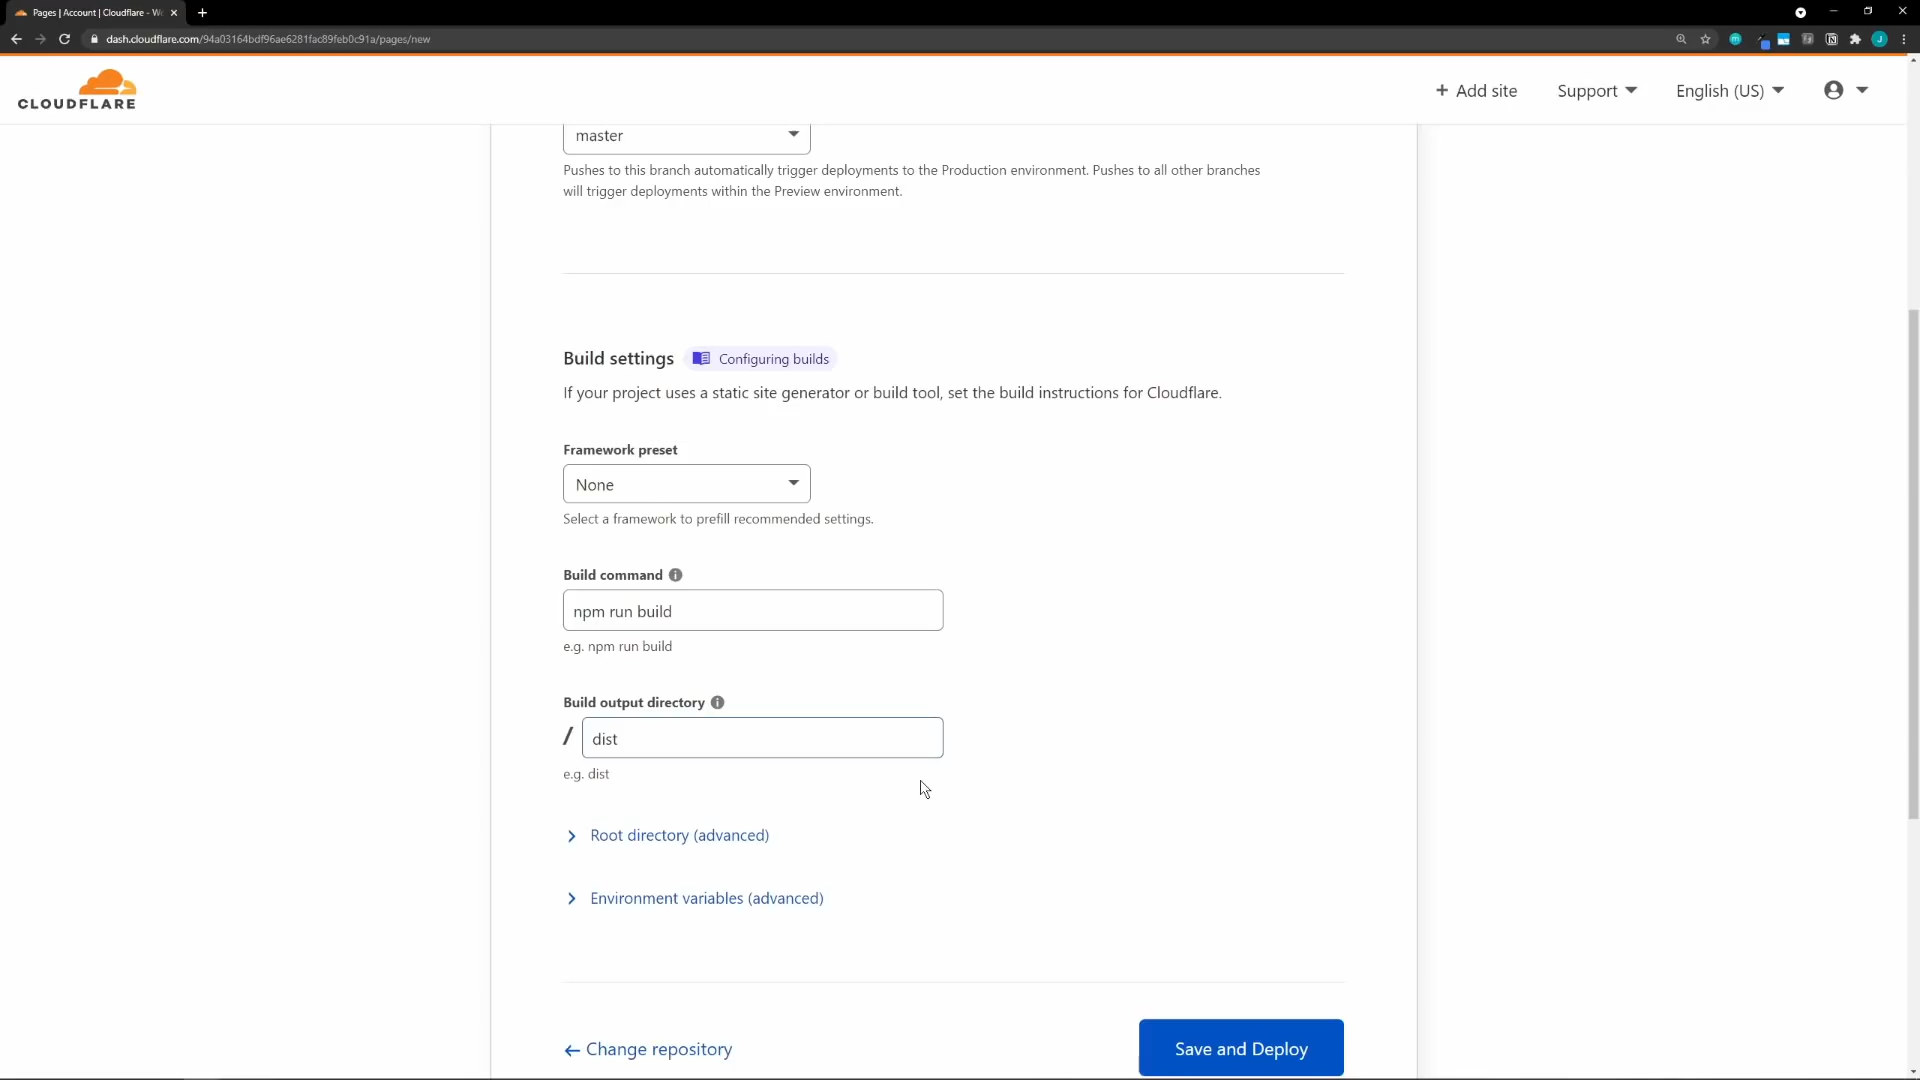 Pages | Account | Cloudflare - W
dash.cloudflare.com/94a03164bdf96ae6281fac89feb0c91a/pages/new
J
CLOUDFLARE
+ Add site
Support
English (US)
master
Pushes to this branch automatically trigger deployments to the Production environment. Pushes to all other branches
will trigger deployments within the Preview environment.
Build settings
Configuring builds
If your project uses a static site generator or build tool, set the build instructions for Cloudflare.
Framework preset
None
Select a framework to prefill recommended settings.
Build command
npm run build
e.g. npm run build
Build output directory
/ dist
e.g. dist
Root directory (advanced)
Environment variables (advanced)
← Change repository
Save and Deploy